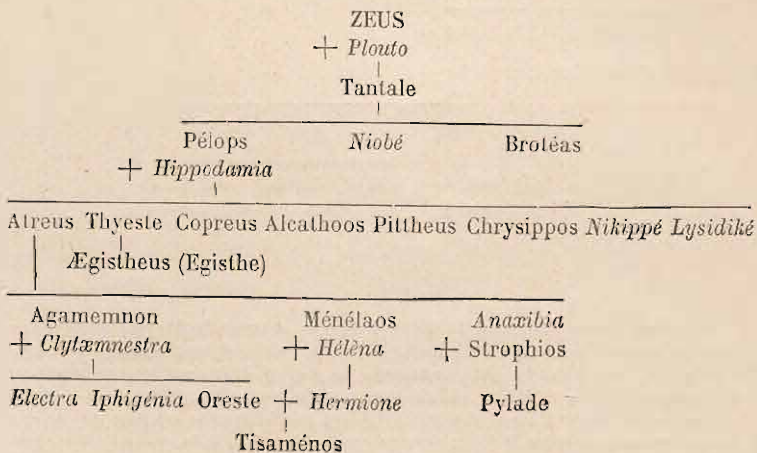 ZEUS
+ Plouto
Tantale
Pélops Niobé Brotéas
+ Hippodamia
Atreus Thyeste Copreus Alcathoos Pittheus Chrysippos Nikippé Lysidiké
Ægistheus (Egisthe)
Agamemnon Ménélaos Anaxibia
+ Clytæmnestra + Hélèna + Strophios
Electra Iphigénia Oreste + Hermione Pylade
Tisaménos